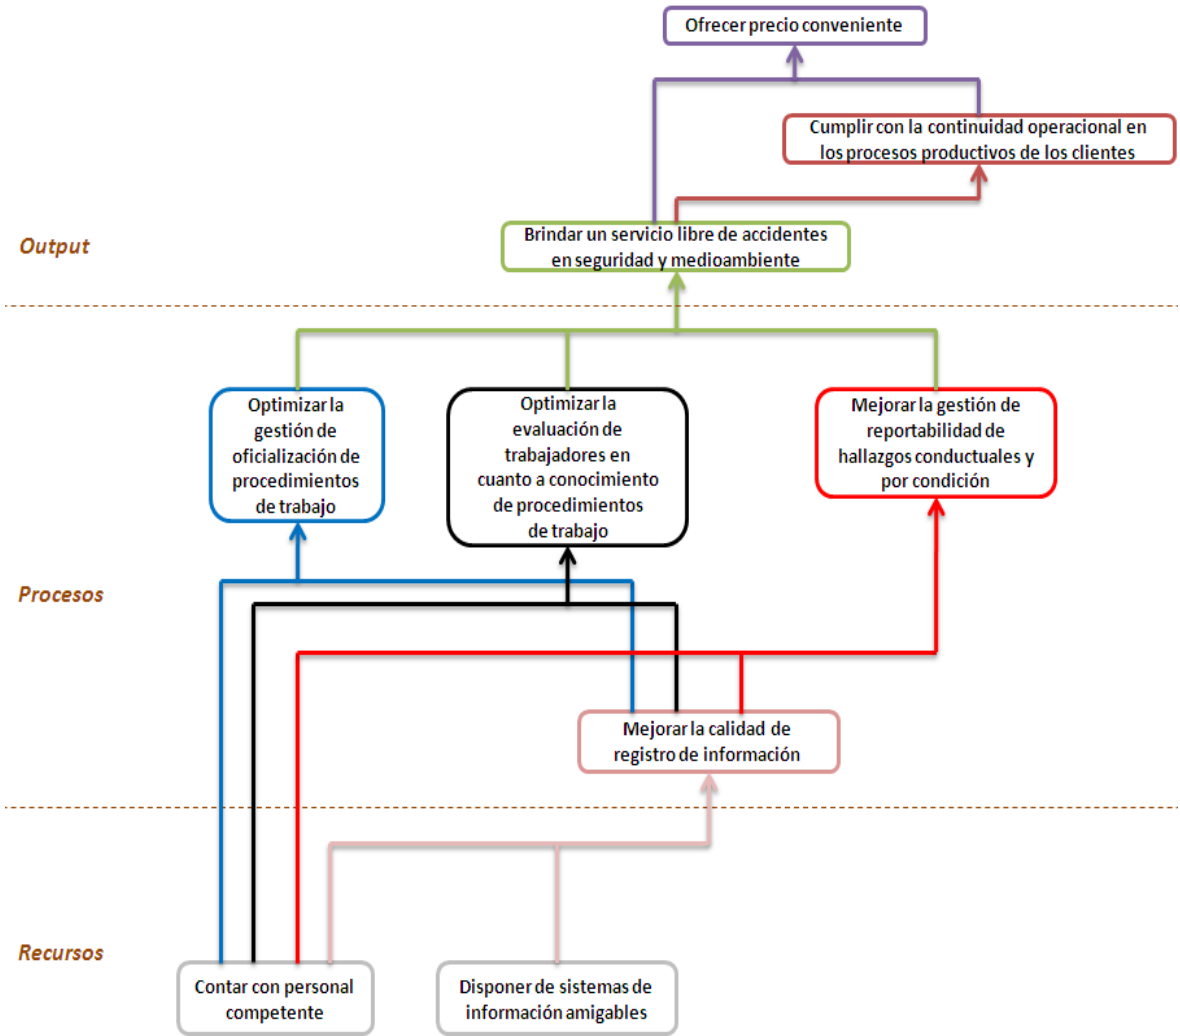 Ofrecer precio conveniente
Cumplir con la continuidad operacional en
los procesos productivos de los clientes
Output
Brindar un servicio libre de accidentes
en seguridad y medioambiente
Optimizar la
gestión de
oficialización de
procedimientos
de trabajo
Optimizar la
evaluación de
trabajadores en
cuanto a conocimiento
de procedimientos
de trabajo
Mejorar la gestión de
reportabilidad de
hallazgos conductuales y
por condición
Procesos
Mejorar la calidad de
registro de información
Recursos
Contar con personal
competente
Disponer de sistemas de
información amigables